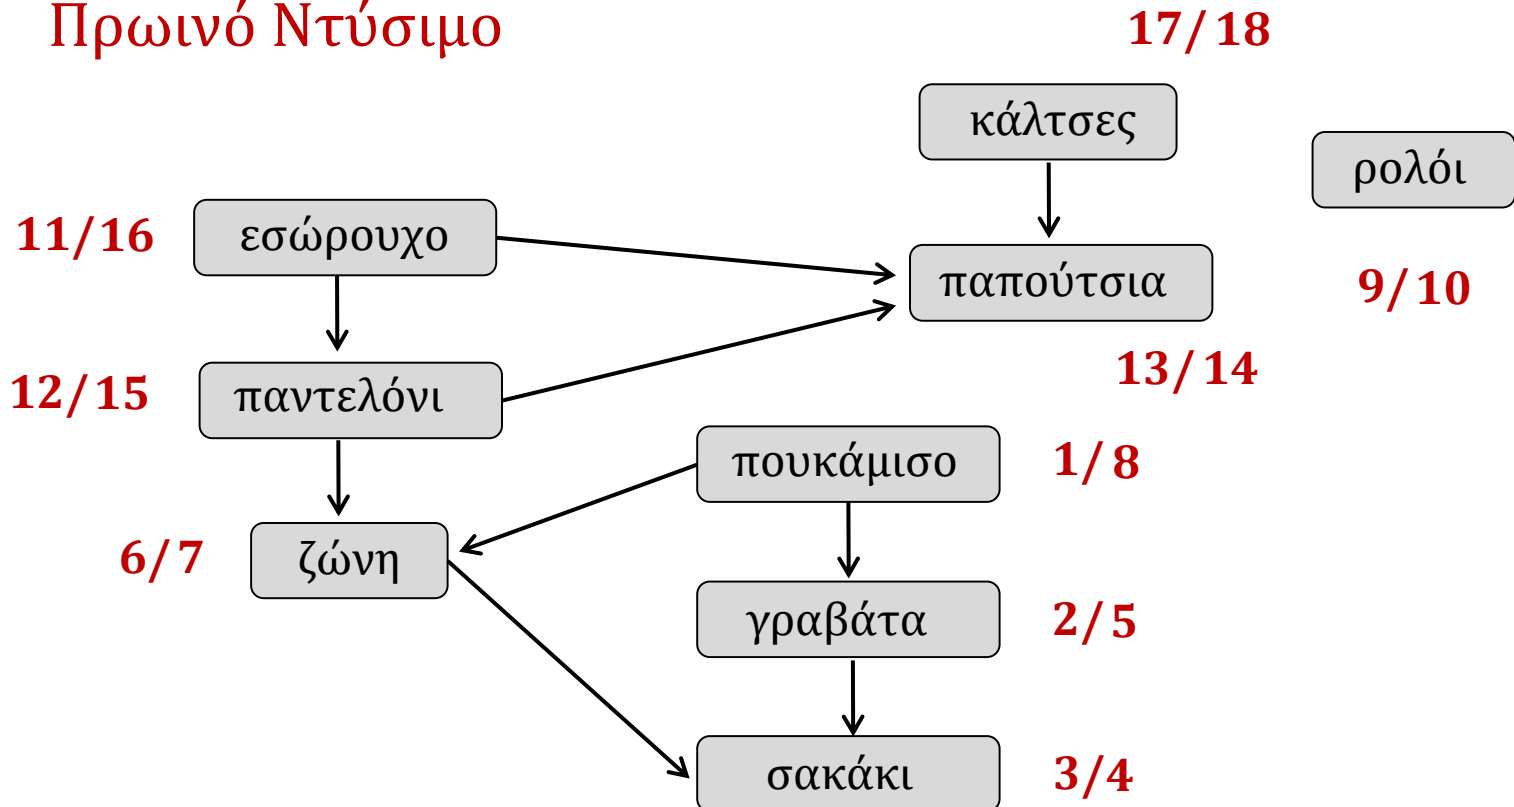 Πρωινό Ντύσιμο
17/18
κάλτσες
ρολόι
11/16
εσώρουχο
παπούτσια
9/10
13/14
12/15
παντελόνι
πουκάμισο
1/8
6/7
ζώνη
γραβάτα
2/5
σακάκι
3/4